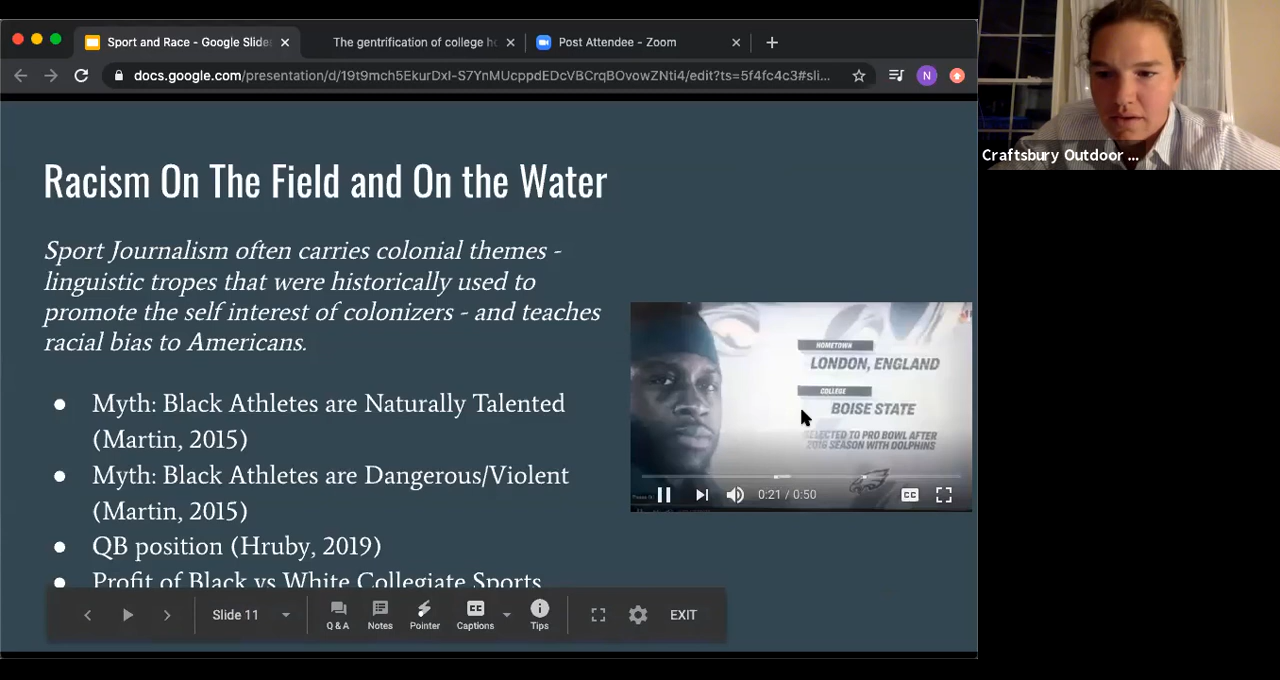 Sport and Race - Google Slide
The gentrification of college h
Post Attendee - Zoom
docs.google.com/presentation/d/19t9mch5EkurDxI-S7YnMUcppdEDcVBCrqBOvowZNti4/edit?ts=5f4fc4c3#sli...
N
Craftsbury Outdoor ...
Racism On The Field and On the Water
Sport Journalism often carries colonial themes -
linguistic tropes that were historically used to
promote the self interest of colonizers - and teaches
racial bias to Americans.
● Myth: Black Athletes are Naturally Talented
(Martin, 2015)
● Myth: Black Athletes are Dangerous/Violent
(Martin, 2015)
● QB position (Hruby, 2019)
● Profit of Black vs White Collegiate Sports
HOMETOWN
LONDON, ENGLAND
COLLEGE
BOISE STATE
SELECTED TO PRO BOWL AFTER
2016 SEASON WITH DOLPHINS
0:21 / 0:50
CC
Slide 11
Q & A
Notes
Pointer
CC
Captions
Tips
EXIT